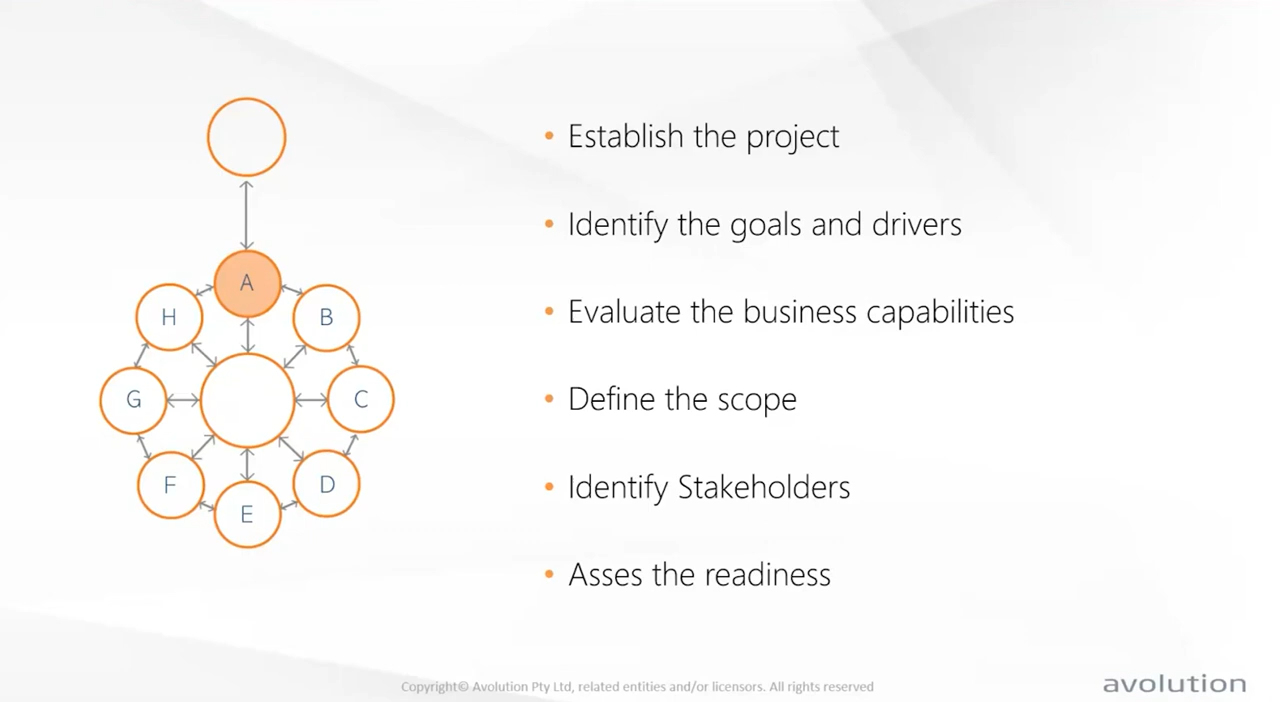 A
H
B
G
C
F
D
E
• Establish the project
• Identify the goals and drivers
• Evaluate the business capabilities
• Define the scope
• Identify Stakeholders
• Asses the readiness
Copyright© Avolution Pty Ltd, related entities and/or licensors. All rights reserved
avolution